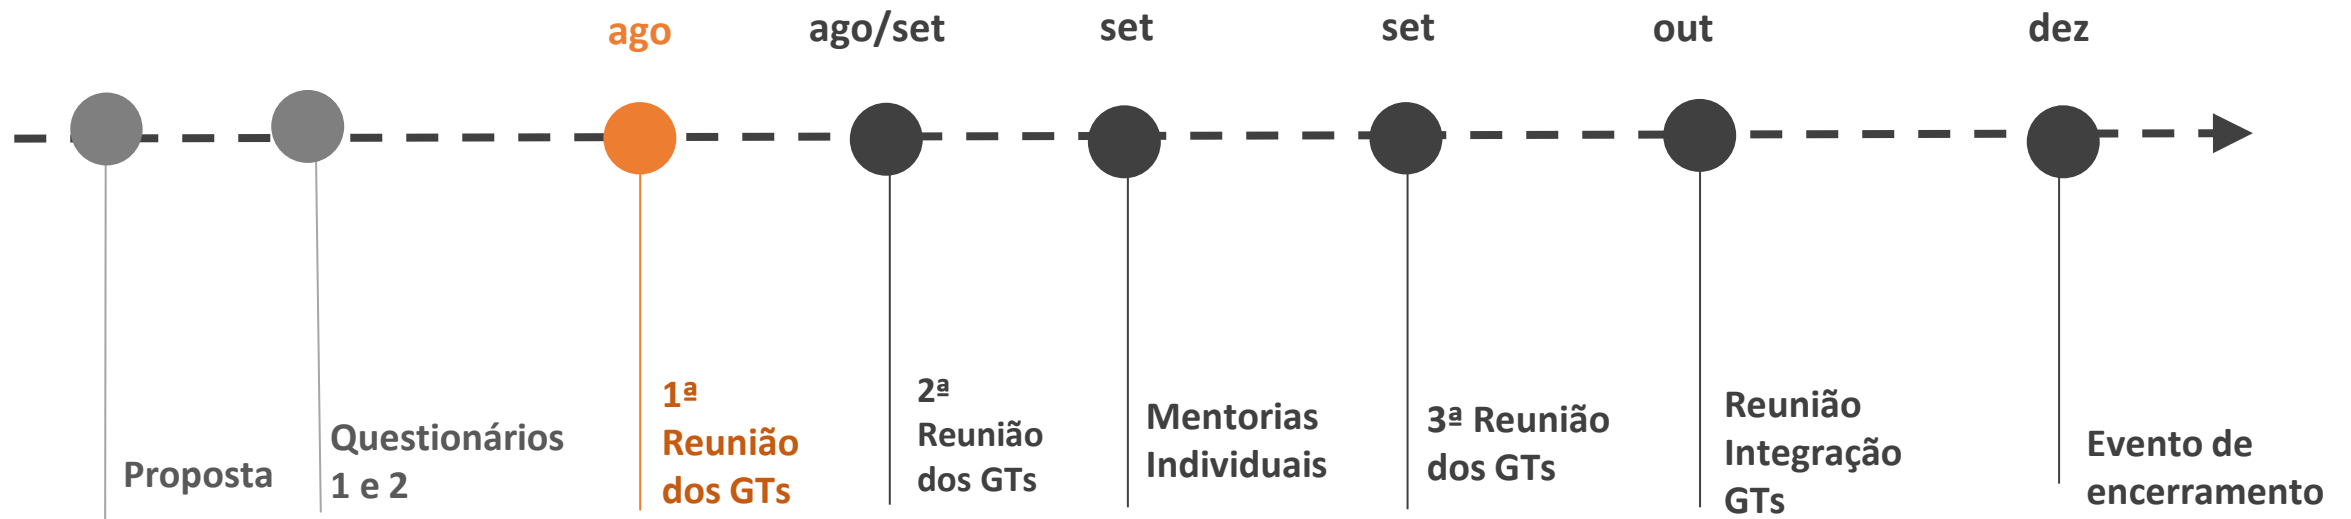 ago
ago/set
set
set
out
dez
Proposta
Questionários
1 e 2
1ª
Reunião
dos GTs
2ª
Reunião
dos GTs
Mentorias
Individuais
3ª Reunião
dos GTs
Reunião
Integração
GTs
Evento de
encerramento